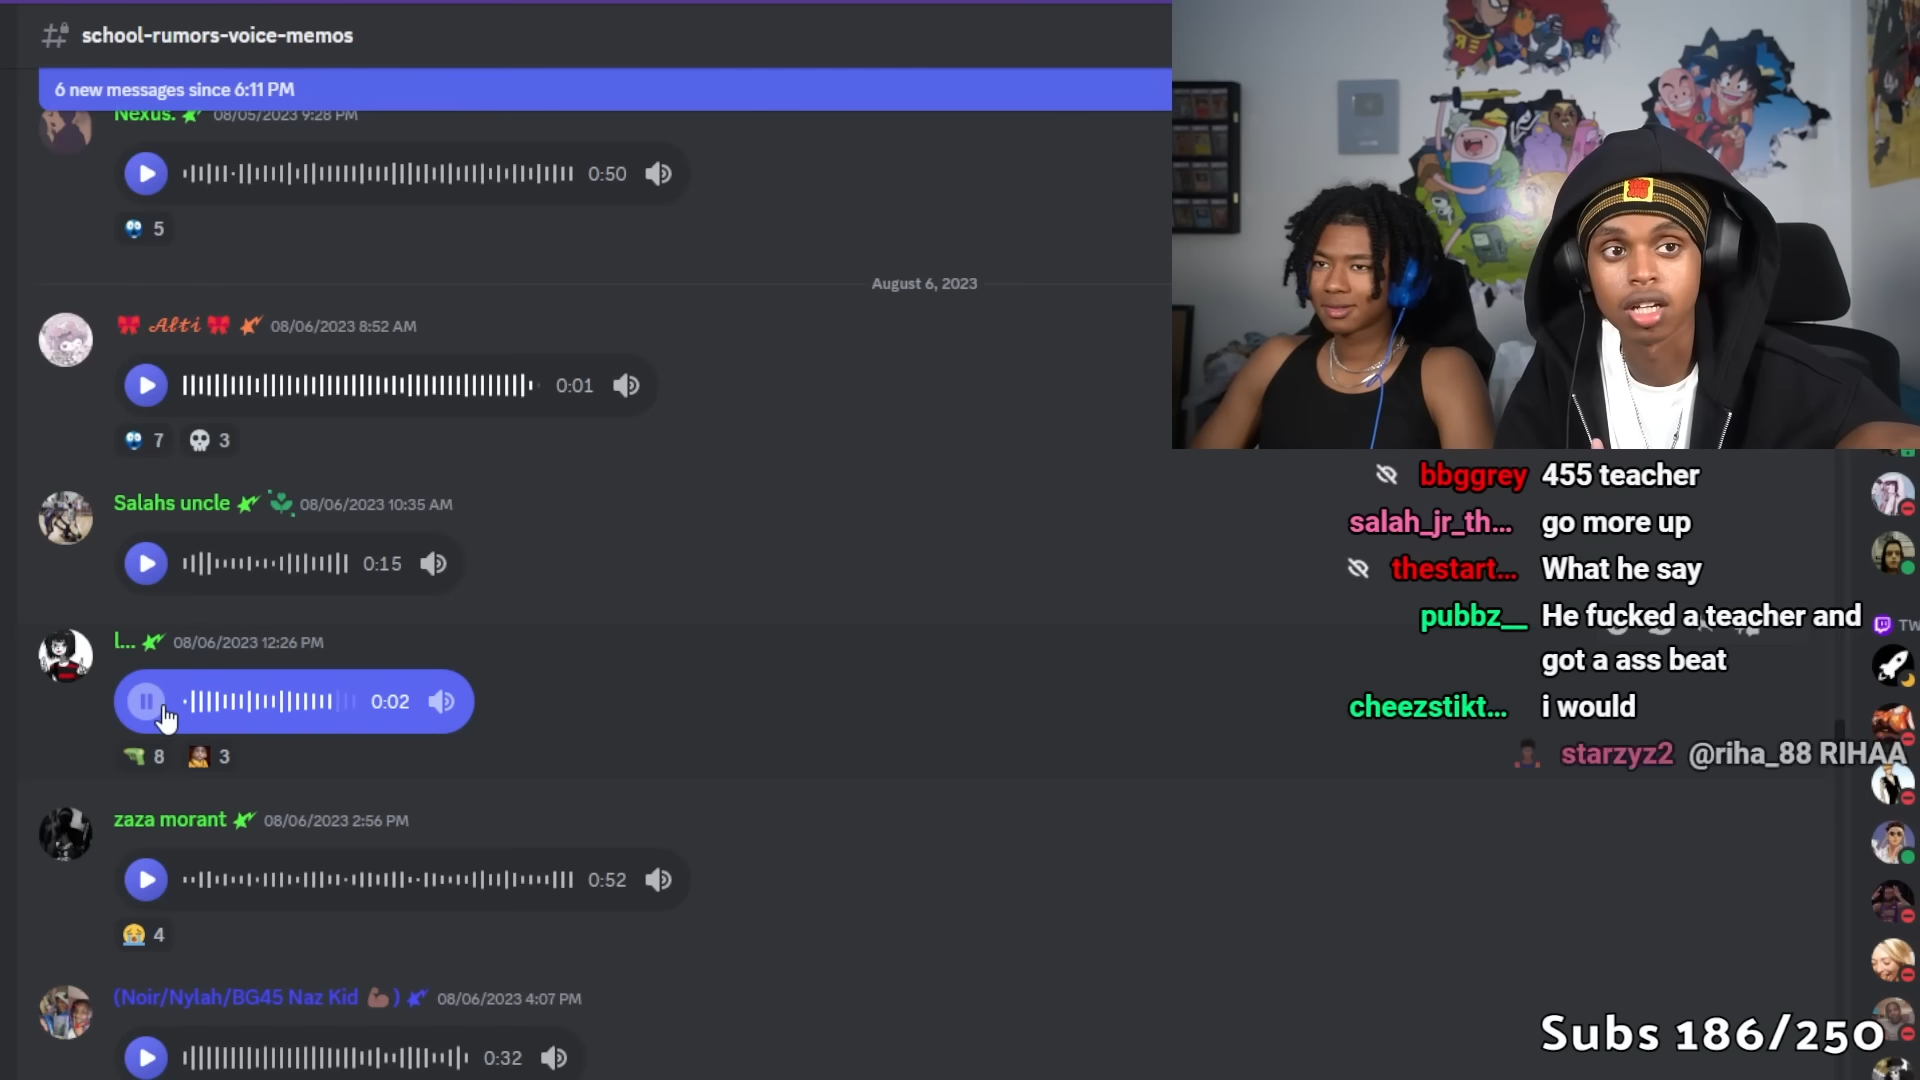 school-rumors-voice-memos
6 new messages since 6:11 PM
Nexus. 08/05/2023 9:28 PM
0:50
5
August 6, 2023
Alti 08/06/2023 8:52 AM
0:01
7 3
Salahs uncle 08/06/2023 10:35 AM
0:15
l... 08/06/2023 12:26 PM
0:02
8 3
zaza morant 08/06/2023 2:56 PM
0:52
4
(Noir/Nylah/BG45 Naz Kid 💪🏾) 08/06/2023 4:07 PM
0:32
bbggrey 455 teacher
salah_jr_th... go more up
thestart... What he say
pubbz__ He fucked a teacher and
got a ass beat
cheezstikt... i would
starzyz2 @riha_88 RIHAA
TW
Subs 186/250